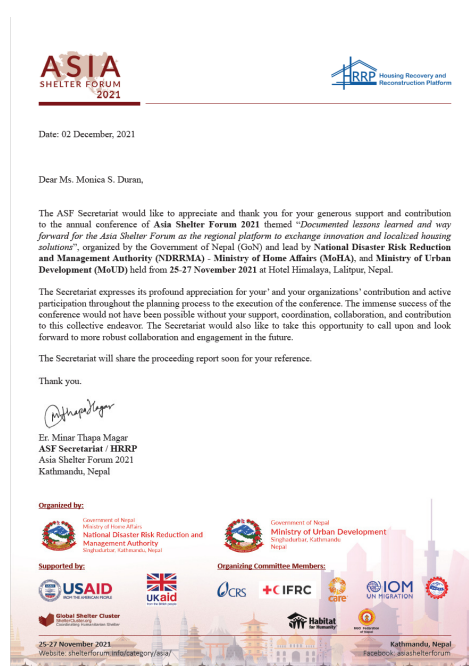 ASIA
SHELTER FORUM
2021
HRRP Housing Recovery and
Reconstruction Platform
Date: 02 December, 2021
Dear Ms. Monica S. Duran,
The ASF Secretariat would like to appreciate and thank you for your generous support and contribution
to the annual conference of Asia Shelter Forum 2021 themed “Documented lessons learned and way
forward for the Asia Shelter Forum as the regional platform to exchange innovation and localized housing
solutions”, organized by the Government of Nepal (GoN) and lead by National Disaster Risk Reduction
and Management Authority (NDRRMA) - Ministry of Home Affairs (MoHA), and Ministry of Urban
Development (MoUD) held from 25-27 November 2021 at Hotel Himalaya, Lalitpur, Nepal.
The Secretariat expresses its profound appreciation for your’ and your organizations’ contribution and active
participation throughout the planning process to the execution of the conference. The immense success of the
conference would not have been possible without your support, coordination, collaboration, and contribution
to this collective endeavor. The Secretariat would also like to take this opportunity to call upon and look
forward to more robust collaboration and engagement in the future.
The Secretariat will share the proceeding report soon for your reference.
Thank you.
Er. Minar Thapa Magar
ASF Secretariat / HRRP
Asia Shelter Forum 2021
Kathmandu, Nepal
Organized by:
Government of Nepal
Ministry of Home Affairs
National Disaster Risk Reduction and
Management Authority
Singhadurbar, Kathmandu, Nepal
Government of Nepal
Ministry of Urban Development
Singhadurbar, Kathmandu
Nepal
Supported by:
Organizing Committee Members:
USAID
FROM THE AMERICAN PEOPLE
UKaid
from the British people
CRS
IFRC
care
IOM
UN MIGRATION
Global Shelter Cluster
ShelterCluster.org
Coordinating Humanitarian Shelter
Habitat
for Humanity
25-27 November 2021
Website: shelterforum.info/category/asia/
Kathmandu, Nepal
Facebook: asiashelterforum